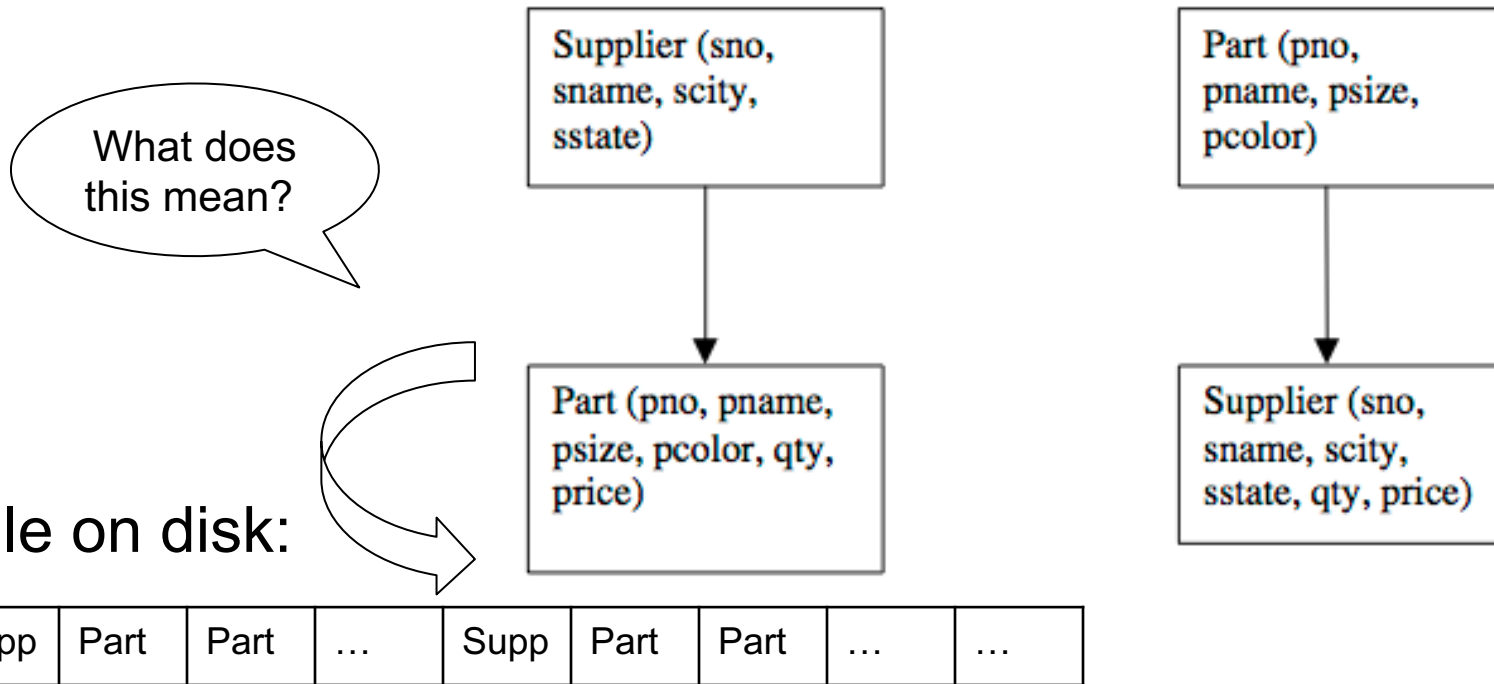 Supplier (sno,
sname, scity,
sstate)
Part (pno,
pname, psize,
pcolor)
What does
this mean?
Part (pno, pname,
psize, pcolor, qty,
price)
Supplier (sno,
sname, scity,
sstate, qty, price)
le on disk:
pp Part Part … Supp Part Part … …